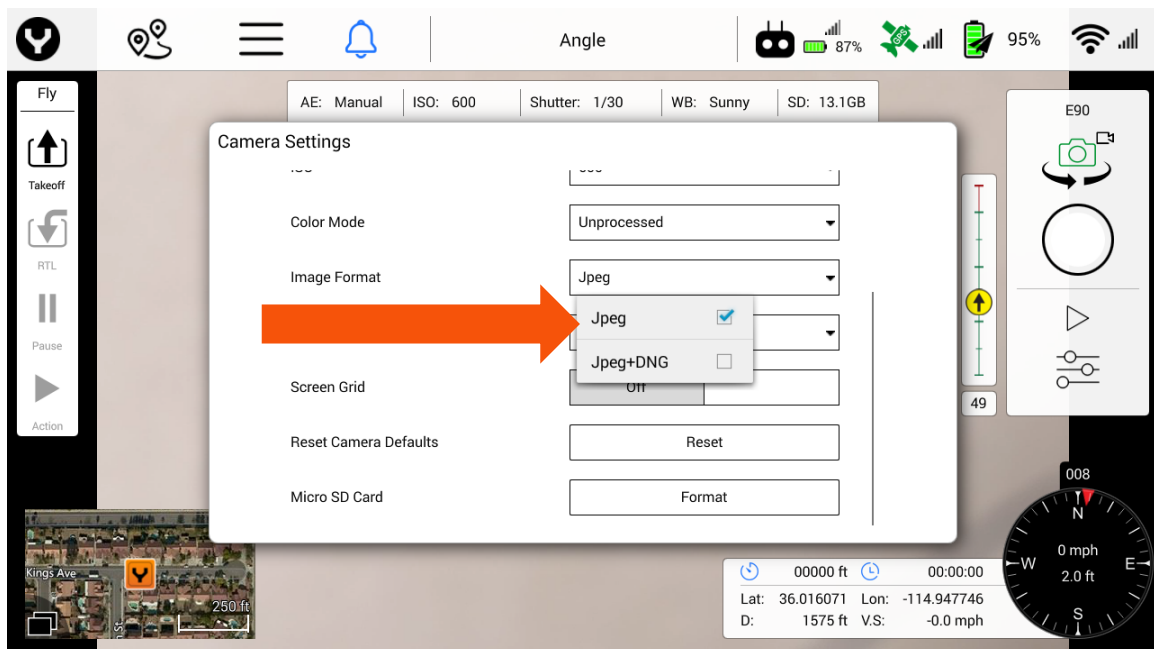 Angle
87%
GPS
95%
Fly
Takeoff
RTL
Pause
Action
AE: Manual
ISO: 600
Shutter: 1/30
WB: Sunny
SD: 13.1GB
Camera Settings
Color Mode
Unprocessed
Image Format
Jpeg
Jpeg
Jpeg+DNG
Screen Grid
Off
Reset Camera Defaults
Reset
Micro SD Card
Format
E90
49
008
N
W
E
S
0 mph
2.0 ft
Kings Ave
250 ft
00000 ft
00:00:00
Lat: 36.016071 Lon: -114.947746
D: 1575 ft V.S: -0.0 mph